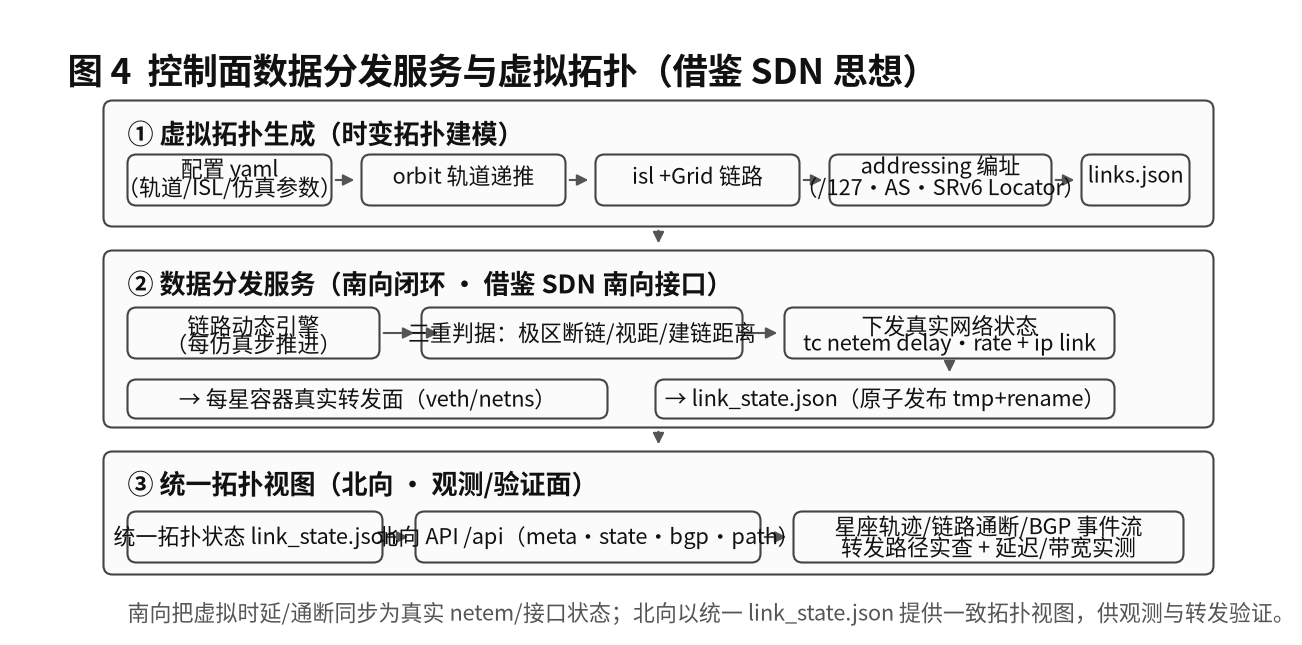 图 4 控制面数据分发服务与虚拟拓扑（借鉴 SDN 思想）
① 虚拟拓扑生成（时变拓扑建模）
配置 yaml
（轨道/ISL/仿真参数）
orbit 轨道递推
isl +Grid 链路
addressing 编址
（/127・AS・SRv6 Locator）
links.json
② 数据分发服务（南向闭环 · 借鉴 SDN 南向接口）
链路动态引擎
（每仿真步推进）
三重判据：极区断链/视距/建链距离
下发真实网络状态
tc netem delay・rate + ip link
→ 每星容器真实转发面（veth/netns）
→ link_state.json（原子发布 tmp+rename）
③ 统一拓扑视图（北向 · 观测/验证面）
统一拓扑状态 link_state.json
北向 API /api（meta・state・bgp・path）
星座轨迹/链路通断/BGP 事件流
转发路径实查 + 延迟/带宽实测
南向把虚拟时延/通断同步为真实 netem/接口状态；北向以统一 link_state.json 提供一致拓扑视图，供观测与转发验证。